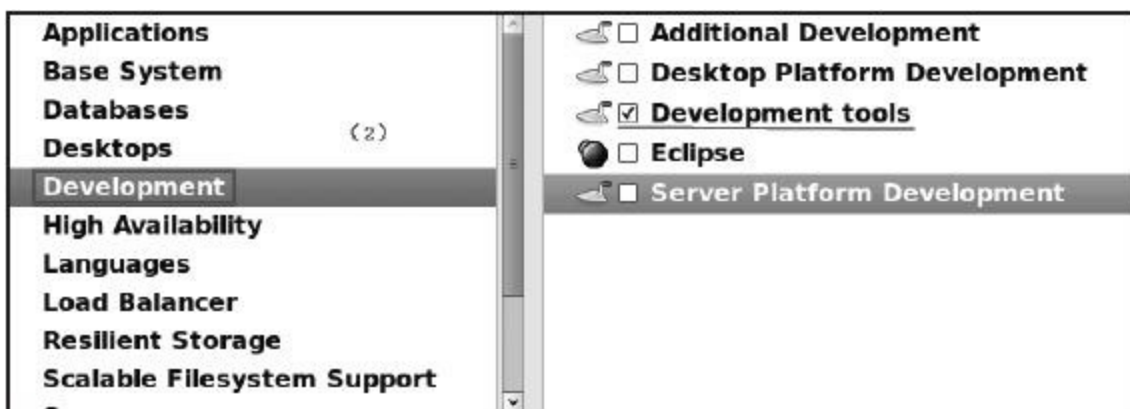 Applications
Base System
Databases
(2)
Desktops
Development
High Availability
Languages
Load Balancer
Resilient Storage
Scalable Filesystem Support
Additional Development
Desktop Platform Development
Development tools
Eclipse
Server Platform Development